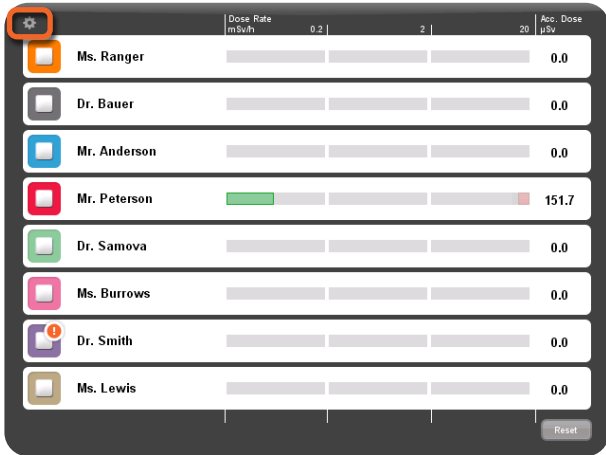 Dose Rate Acc. Dose
mSv/h 0.2 2 20 µSv
Ms. Ranger 0.0
Dr. Bauer 0.0
Mr. Anderson 0.0
Mr. Peterson 151.7
Dr. Samova 0.0
Ms. Burrows 0.0
!
Dr. Smith 0.0
Ms. Lewis 0.0
Reset